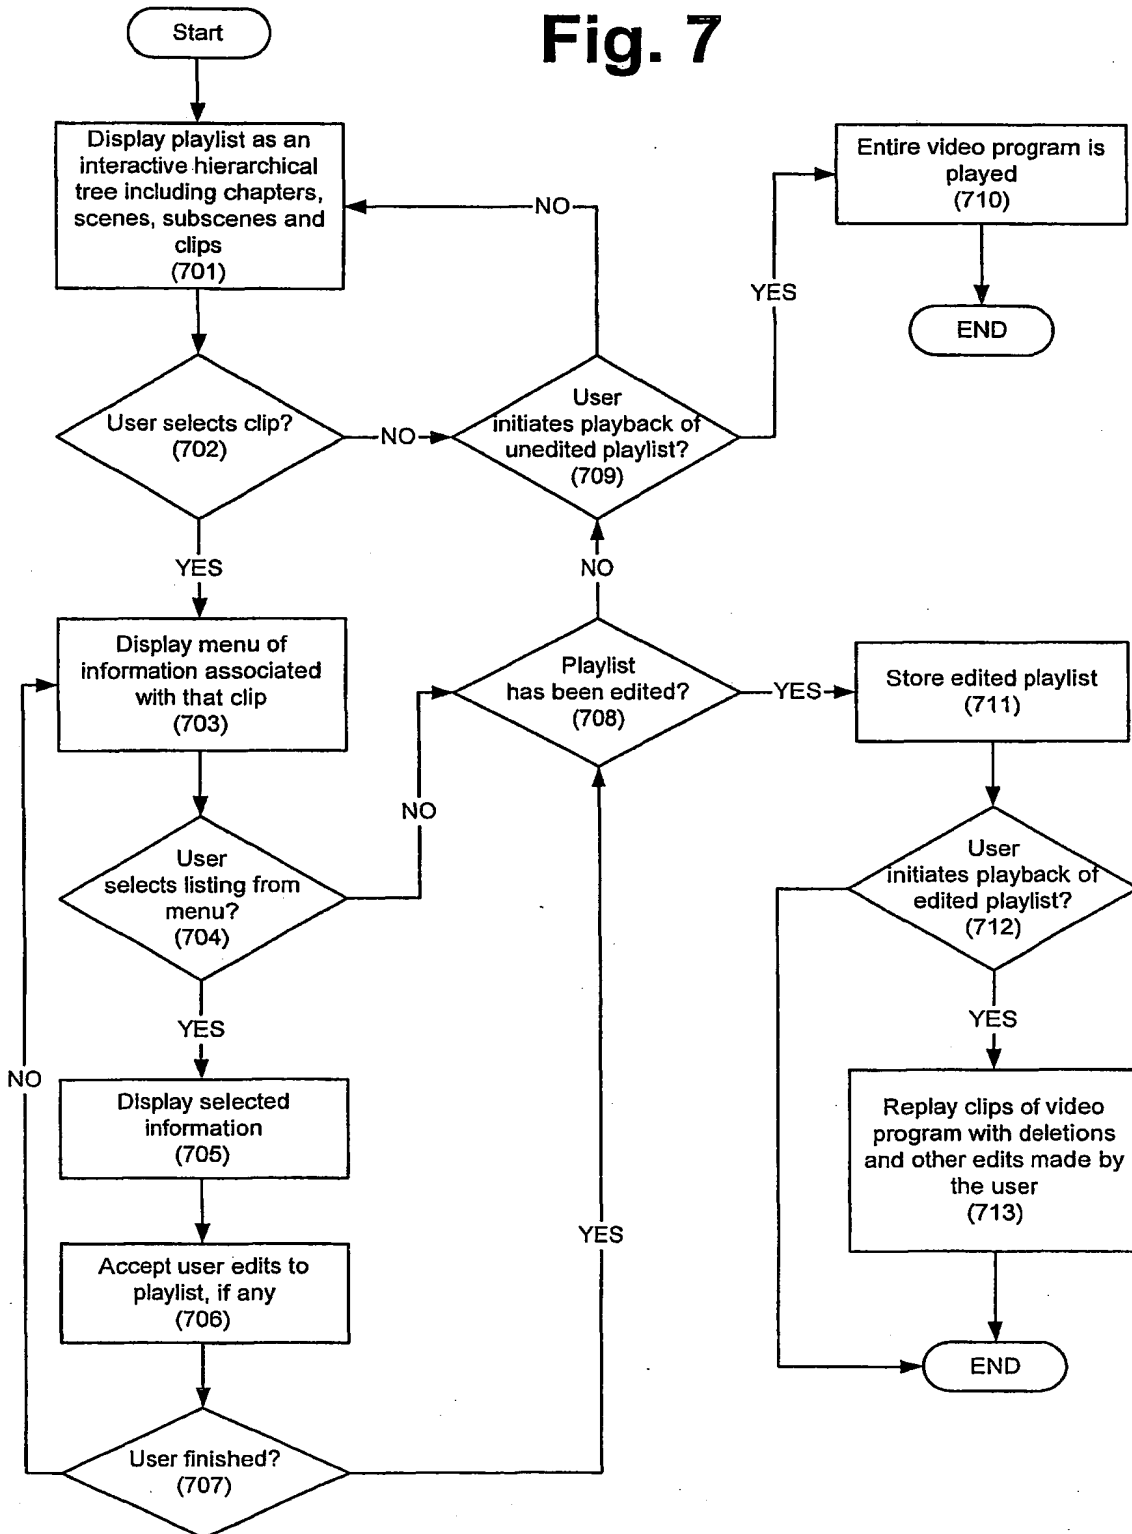 Fig. 7
Start
Display playlist as an
interactive hierarchical
tree including chapters,
scenes, subscenes and
clips
(701)
NO
Entire video program is
played
(710)
YES
END
User selects clip?
(702)
NO
User
initiates playback of
unedited playlist?
(709)
YES
NO
Display menu of
information associated
with that clip
(703)
Playlist
has been edited?
(708)
YES
Store edited playlist
(711)
NO
User
selects listing from
menu?
(704)
User
initiates playback of
edited playlist?
(712)
YES
YES
NO
Display selected
information
(705)
Replay clips of video
program with deletions
and other edits made by
the user
(713)
YES
Accept user edits to
playlist, if any
(706)
END
User finished?
(707)